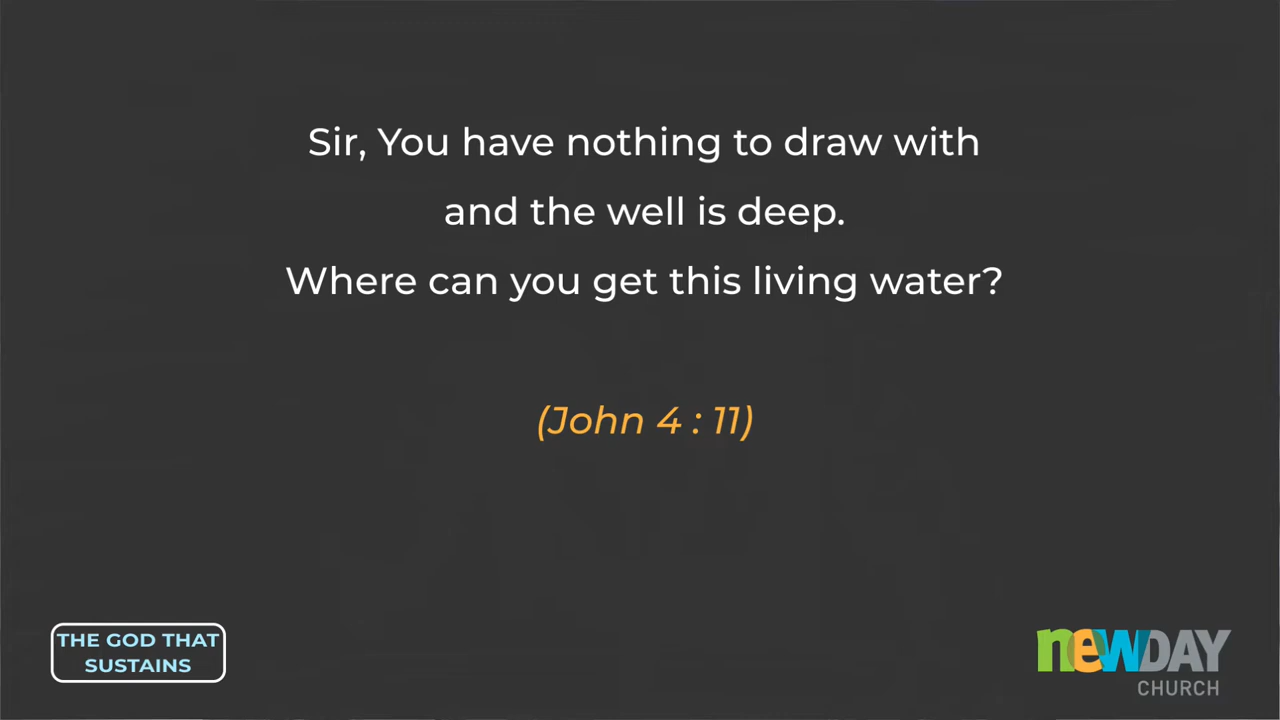 Sir, You have nothing to draw with
and the well is deep.
Where can you get this living water?
(John 4 : 11)
THE GOD THAT
SUSTAINS
newDAY
CHURCH